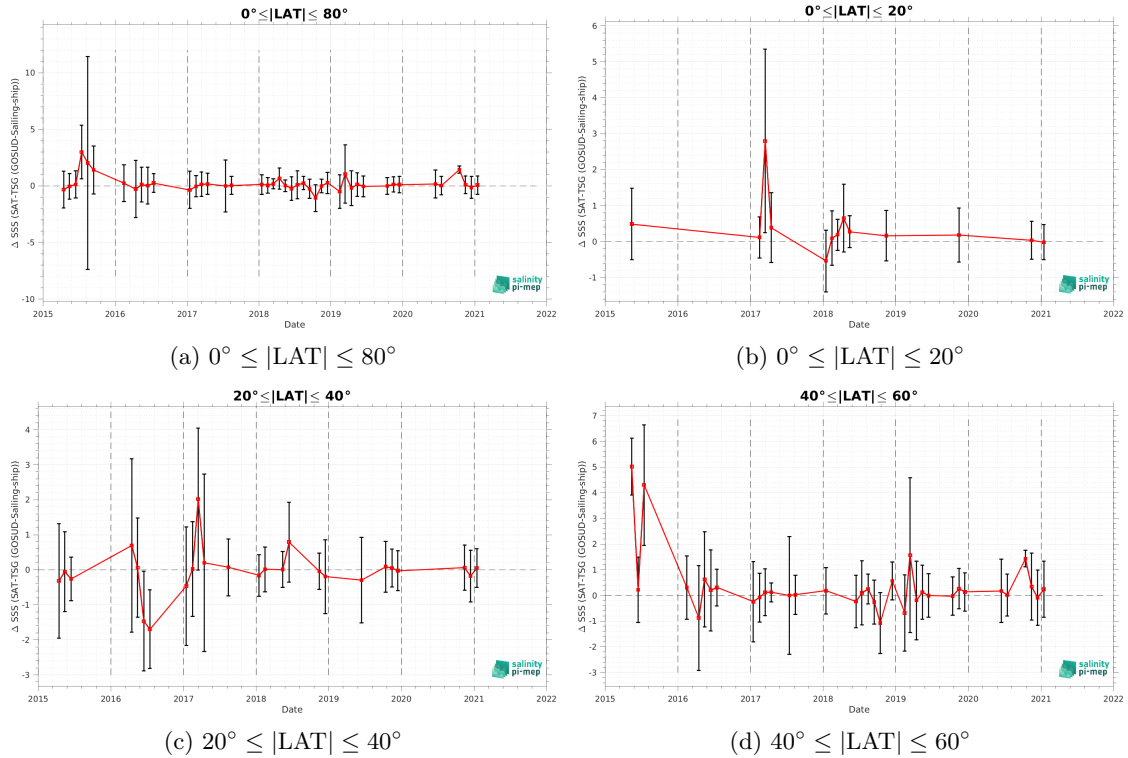 0°≤|LAT|≤ 80°
Δ SSS (SAT-TSG (GOSUD-Sailing-ship))
10
5
0
-5
-10
2015 2016 2017 2018 2019 2020 2021 2022
Date
salinity
pi-mep
(a) 0° ≤ |LAT| ≤ 80°
0°≤|LAT|≤ 20°
Δ SSS (SAT-TSG (GOSUD-Sailing-ship))
6
5
4
3
2
1
0
-1
2015 2016 2017 2018 2019 2020 2021 2022
Date
salinity
pi-mep
(b) 0° ≤ |LAT| ≤ 20°
20°≤|LAT|≤ 40°
Δ SSS (SAT-TSG (GOSUD-Sailing-ship))
4
3
2
1
0
-1
-2
-3
2015 2016 2017 2018 2019 2020 2021 2022
Date
salinity
pi-mep
(c) 20° ≤ |LAT| ≤ 40°
40°≤|LAT|≤ 60°
Δ SSS (SAT-TSG (GOSUD-Sailing-ship))
7
6
5
4
3
2
1
0
-1
-2
-3
2015 2016 2017 2018 2019 2020 2021 2022
Date
salinity
pi-mep
(d) 40° ≤ |LAT| ≤ 60°